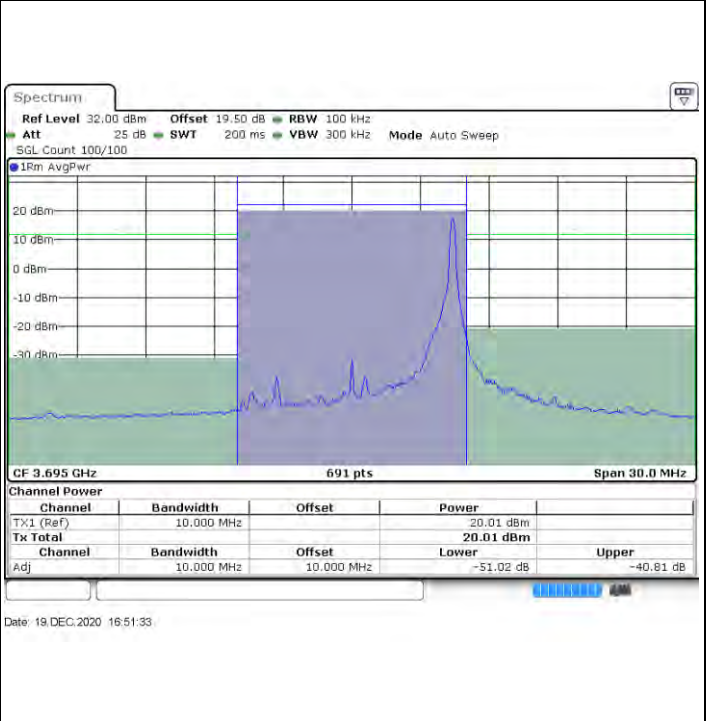 Spectrum
Ref Level 32.00 dBm Offset 19.50 dB RBW 100 kHz
Att 25 dB SWT 200 ms VBW 300 kHz Mode Auto Sweep
SGL Count 100/100
1Rm AvgPwr
20 dBm
10 dBm
0 dBm
-10 dBm
-20 dBm
-30 dBm
CF 3.695 GHz 691 pts Span 30.0 MHz
Channel Power
Channel Bandwidth Offset Power
TX1 (Ref) 10.000 MHz 20.01 dBm
Tx Total 20.01 dBm
Channel Bandwidth Offset Lower Upper
Adj 10.000 MHz 10.000 MHz -51.02 dB -40.81 dB
Date: 19.DEC.2020 16:51:33